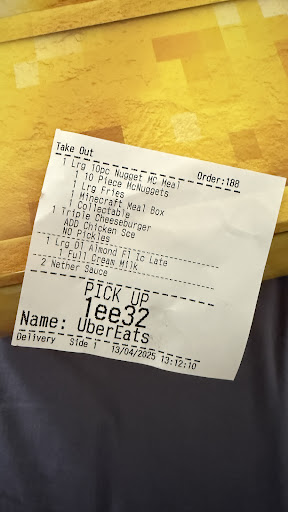 Take Out
Order:188
1 Lrg 10pc Nugget MC Meal
1 10 Piece McNuggets
1 Lrg Fries
1 Minecraft Meal Box
1 Collectable
1 Triple Cheeseburger
ADD Chicken Sce
NO Pickles
1 Lrg DI Almond Fl Ic Late
1 Full Cream Milk
2 Nether Sauce
PICK UP
1ee32
Name: UberEats
Delivery Side 1 13/04/2025 13:12:10